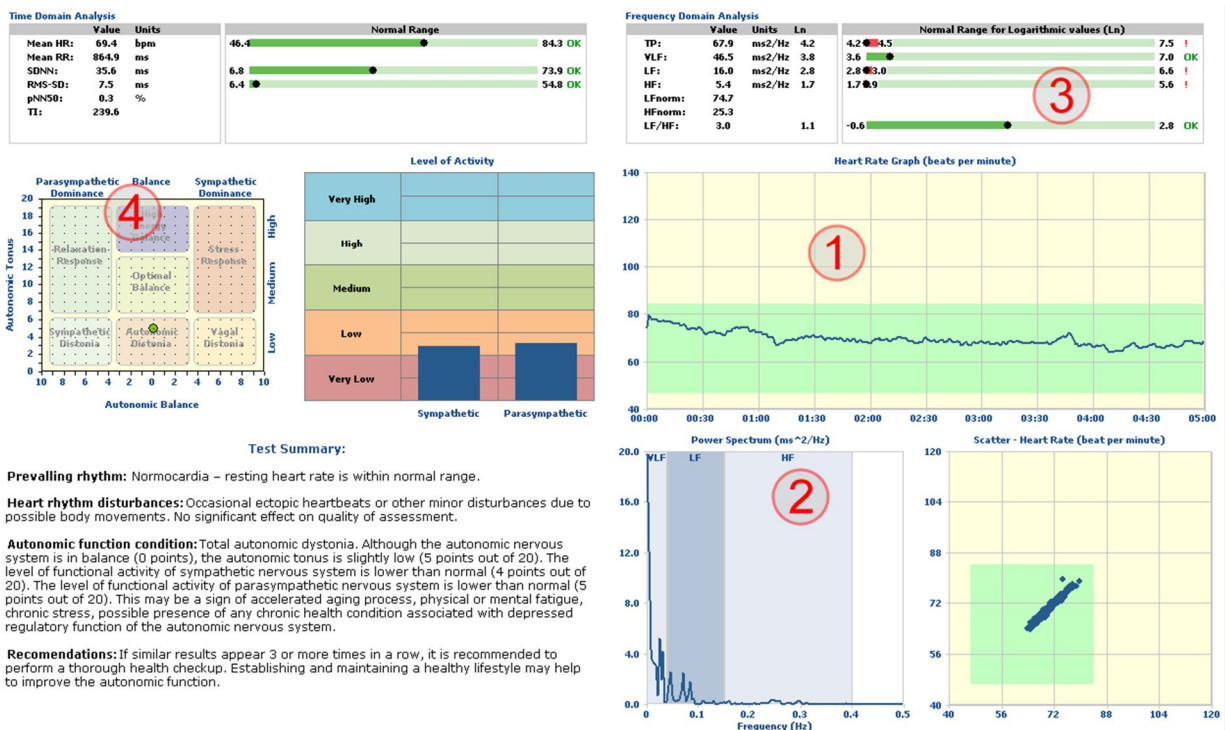 Time Domain Analysis
Value Units
Normal Range
Mean HR: 69.4 bpm 46.4 84.3 OK
Mean RR: 864.9 ms
SDNN: 35.6 ms 6.8 73.9 OK
RMS-SD: 7.5 ms 6.4 54.8 OK
pNN50: 0.3 %
TI: 239.6
Frequency Domain Analysis
Value Units Ln
Normal Range for Logarithmic values (Ln)
TP: 67.9 ms2/Hz 4.2 4.2 4.5 7.5 !
VLF: 46.5 ms2/Hz 3.8 3.6 7.0 OK
LF: 16.0 ms2/Hz 2.8 2.8 3.0 6.6 !
HF: 5.4 ms2/Hz 1.7 1.7 .9 5.6 !
LFnorm: 74.7
HFnorm: 25.3
LF/HF: 3.0 1.1 -0.6 2.8 OK
3
Parasympathetic Dominance
Balance
Sympathetic Dominance
4
High Energy Balance
Relaxation Response
Stress Response
Optimal Balance
Sympathetic Distonia
Autonomic Distonia
Vagal Distonia
Autonomic Tonus
20
18
16
14
12
10
8
6
4
2
0
High
Medium
Low
10 8 6 4 2 0 2 4 6 8 10
Autonomic Balance
Level of Activity
Very High
High
Medium
Low
Very Low
Sympathetic Parasympathetic
Heart Rate Graph (beats per minute)
140
120
100
80
60
40
1
00:00 00:30 01:00 01:30 02:00 02:30 03:00 03:30 04:00 04:30 05:00
Test Summary:
Prevalling rhythm: Normocardia – resting heart rate is within normal range.
Heart rhythm disturbances: Occasional ectopic heartbeats or other minor disturbances due to
possible body movements. No significant effect on quality of assessment.
Autonomic function condition: Total autonomic dystonia. Although the autonomic nervous
system is in balance (0 points), the autonomic tonus is slightly low (5 points out of 20). The
level of functional activity of sympathetic nervous system is lower than normal (4 points out of
20). The level of functional activity of parasympathetic nervous system is lower than normal (5
points out of 20). This may be a sign of accelerated aging process, physical or mental fatigue,
chronic stress, possible presence of any chronic health condition associated with depressed
regulatory function of the autonomic nervous system.
Recomendations: If similar results appear 3 or more times in a row, it is recommended to
perform a thorough health checkup. Establishing and maintaining a healthy lifestyle may help
to improve the autonomic function.
Power Spectrum (ms^2/Hz)
20.0
16.0
12.0
8.0
4.0
0.0
VLF LF HF
2
0 0.1 0.2 0.3 0.4 0.5
Frequency (Hz)
Scatter - Heart Rate (beat per minute)
120
104
88
72
56
40
40 56 72 88 104 120